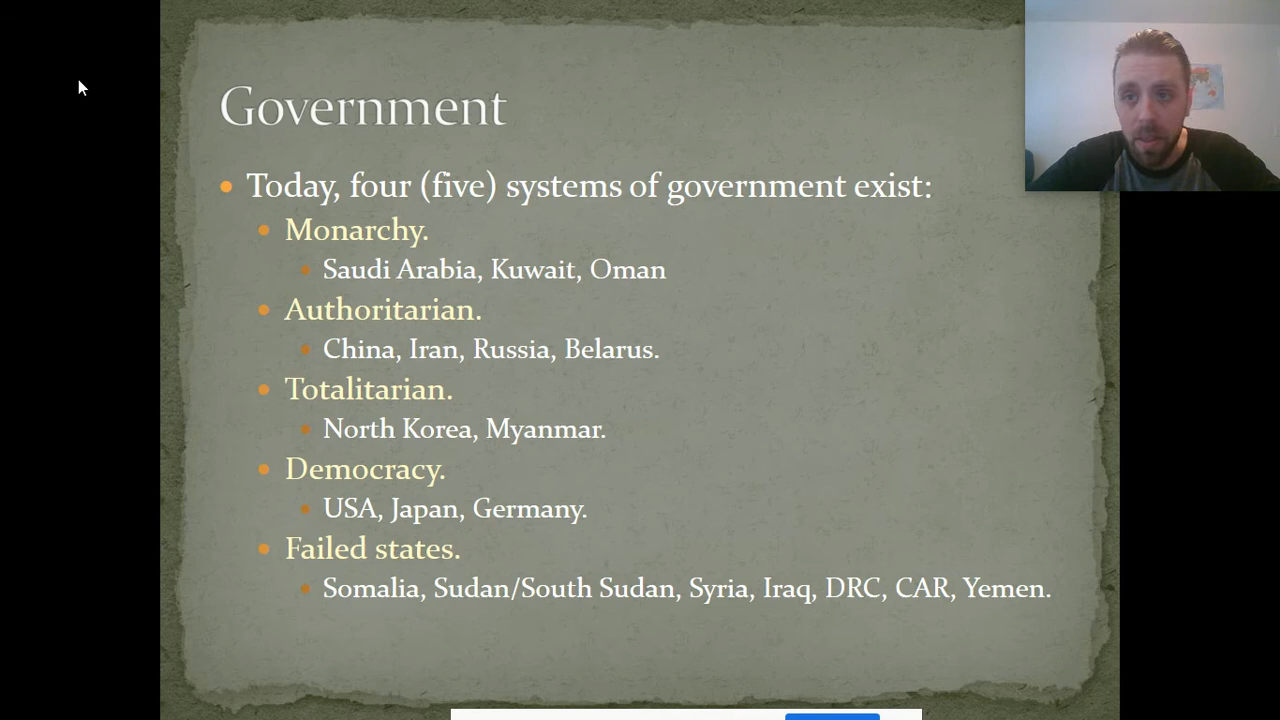 Government
Today, four (five) systems of government exist:
Monarchy.
Saudi Arabia, Kuwait, Oman
Authoritarian.
China, Iran, Russia, Belarus.
Totalitarian.
North Korea, Myanmar.
Democracy.
USA, Japan, Germany.
Failed states.
Somalia, Sudan/South Sudan, Syria, Iraq, DRC, CAR, Yemen.